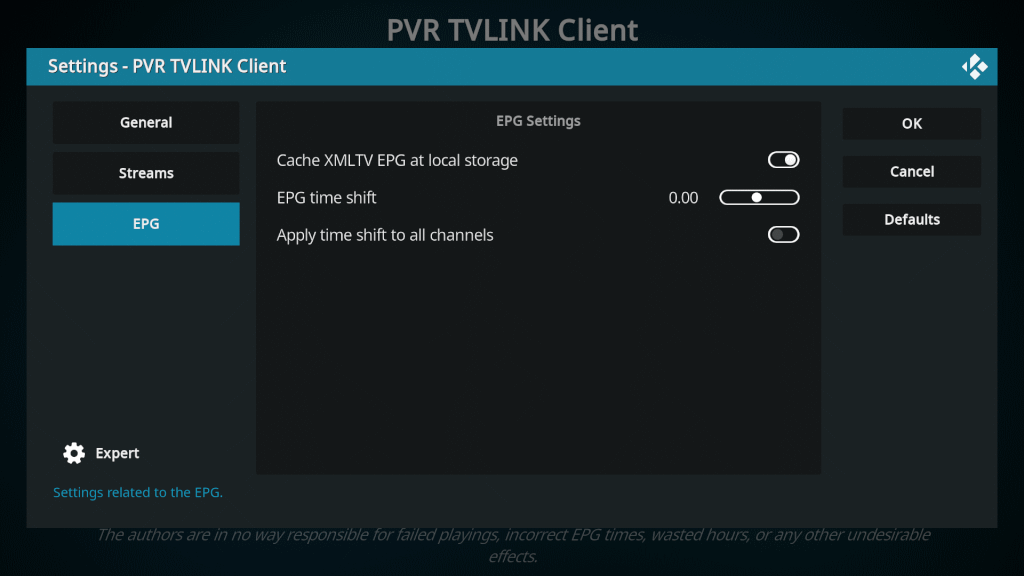 PVR TVLINK Client
Settings - PVR TVLINK Client
General
Streams
EPG
EPG Settings
Cache XMLTV EPG at local storage
EPG time shift 0.00
Apply time shift to all channels
OK
Cancel
Defaults
Expert
Settings related to the EPG.
The authors are in no way responsible for failed playings, incorrect EPG times, wasted hours, or any other undesirable
effects.